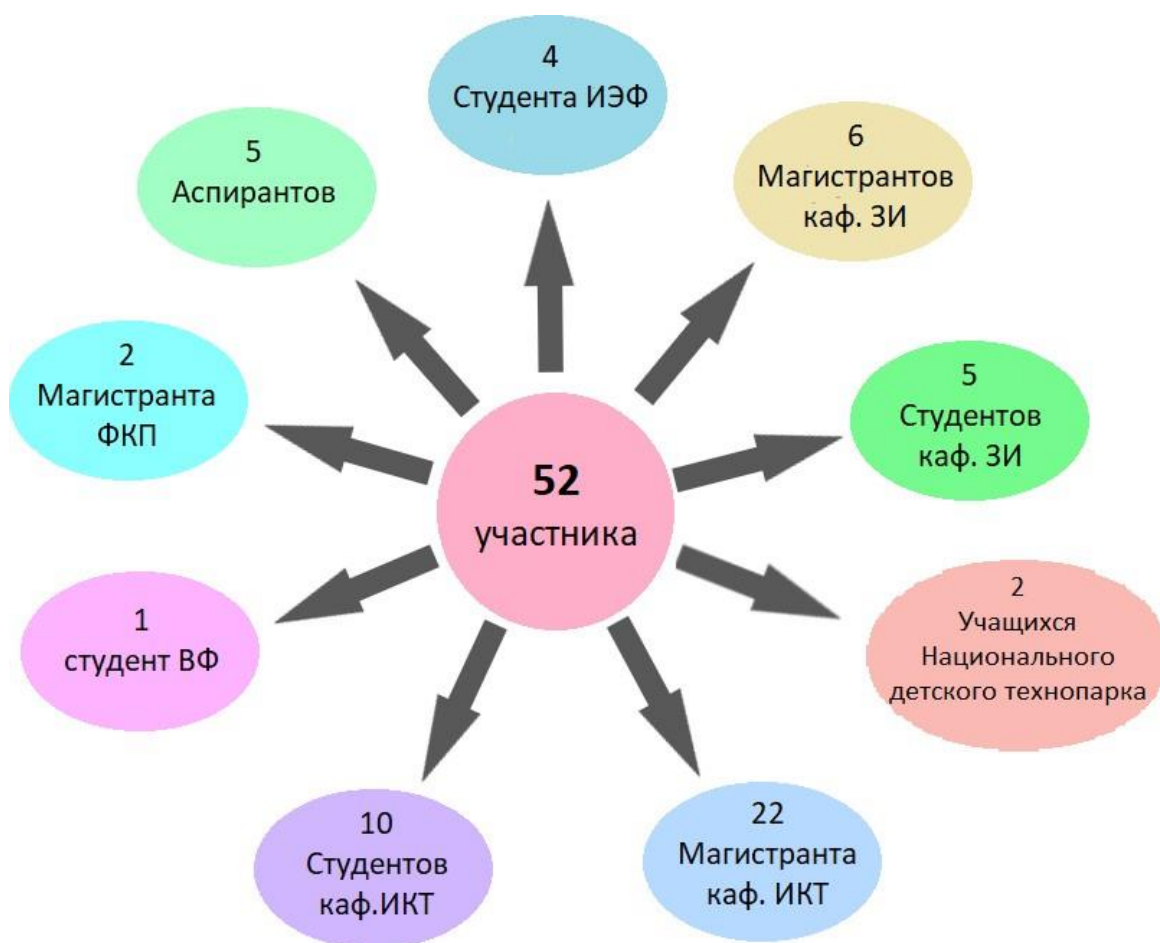 4
Студента ИЭФ
6
Магистрантов
каф. ЗИ
5
Студентов
каф. ЗИ
2
Учащихся
Национального
детского технопарка
22
Магистранта
каф. ИКТ
10
Студентов
каф.ИКТ
1
студент ВФ
2
Магистранта
ФКП
5
Аспирантов
52
участника